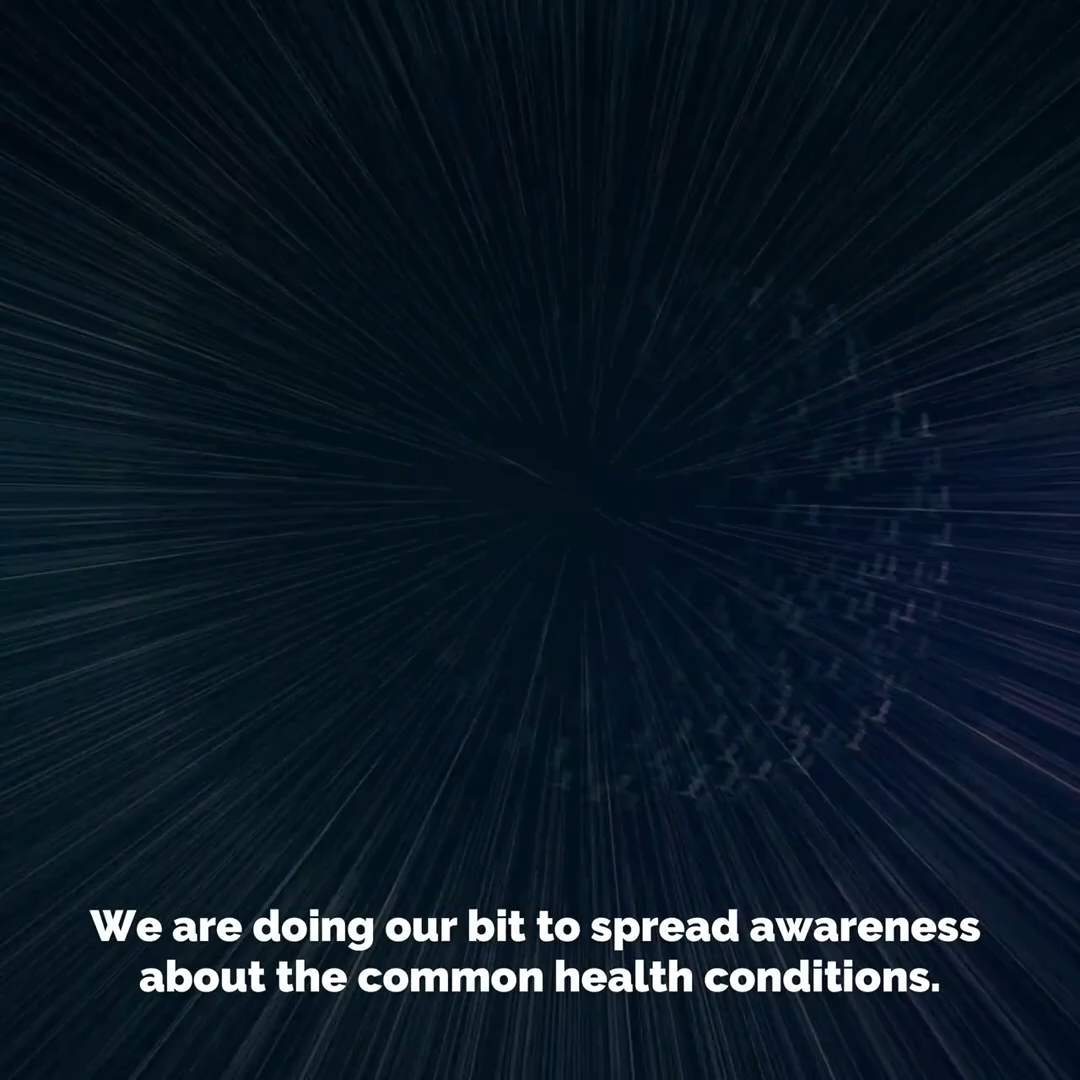 We are doing our bit to spread awareness
about the common health conditions.